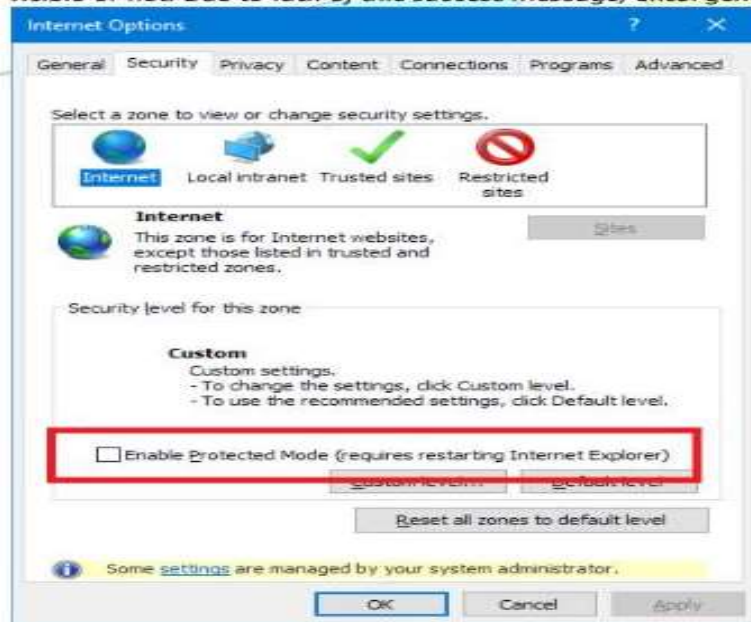 Internet Options ? ✕
General Security Privacy Content Connections Programs Advanced
Select a zone to view or change security settings.
Internet Local intranet Trusted sites Restricted
sites
Internet
Sites
This zone is for Internet websites,
except those listed in trusted and
restricted zones.
Security level for this zone
Custom
Custom settings.
- To change the settings, click Custom level.
- To use the recommended settings, click Default level.
Enable Protected Mode (requires restarting Internet Explorer)
Custom level... Default level
Reset all zones to default level
Some settings are managed by your system administrator.
OK Cancel Apply